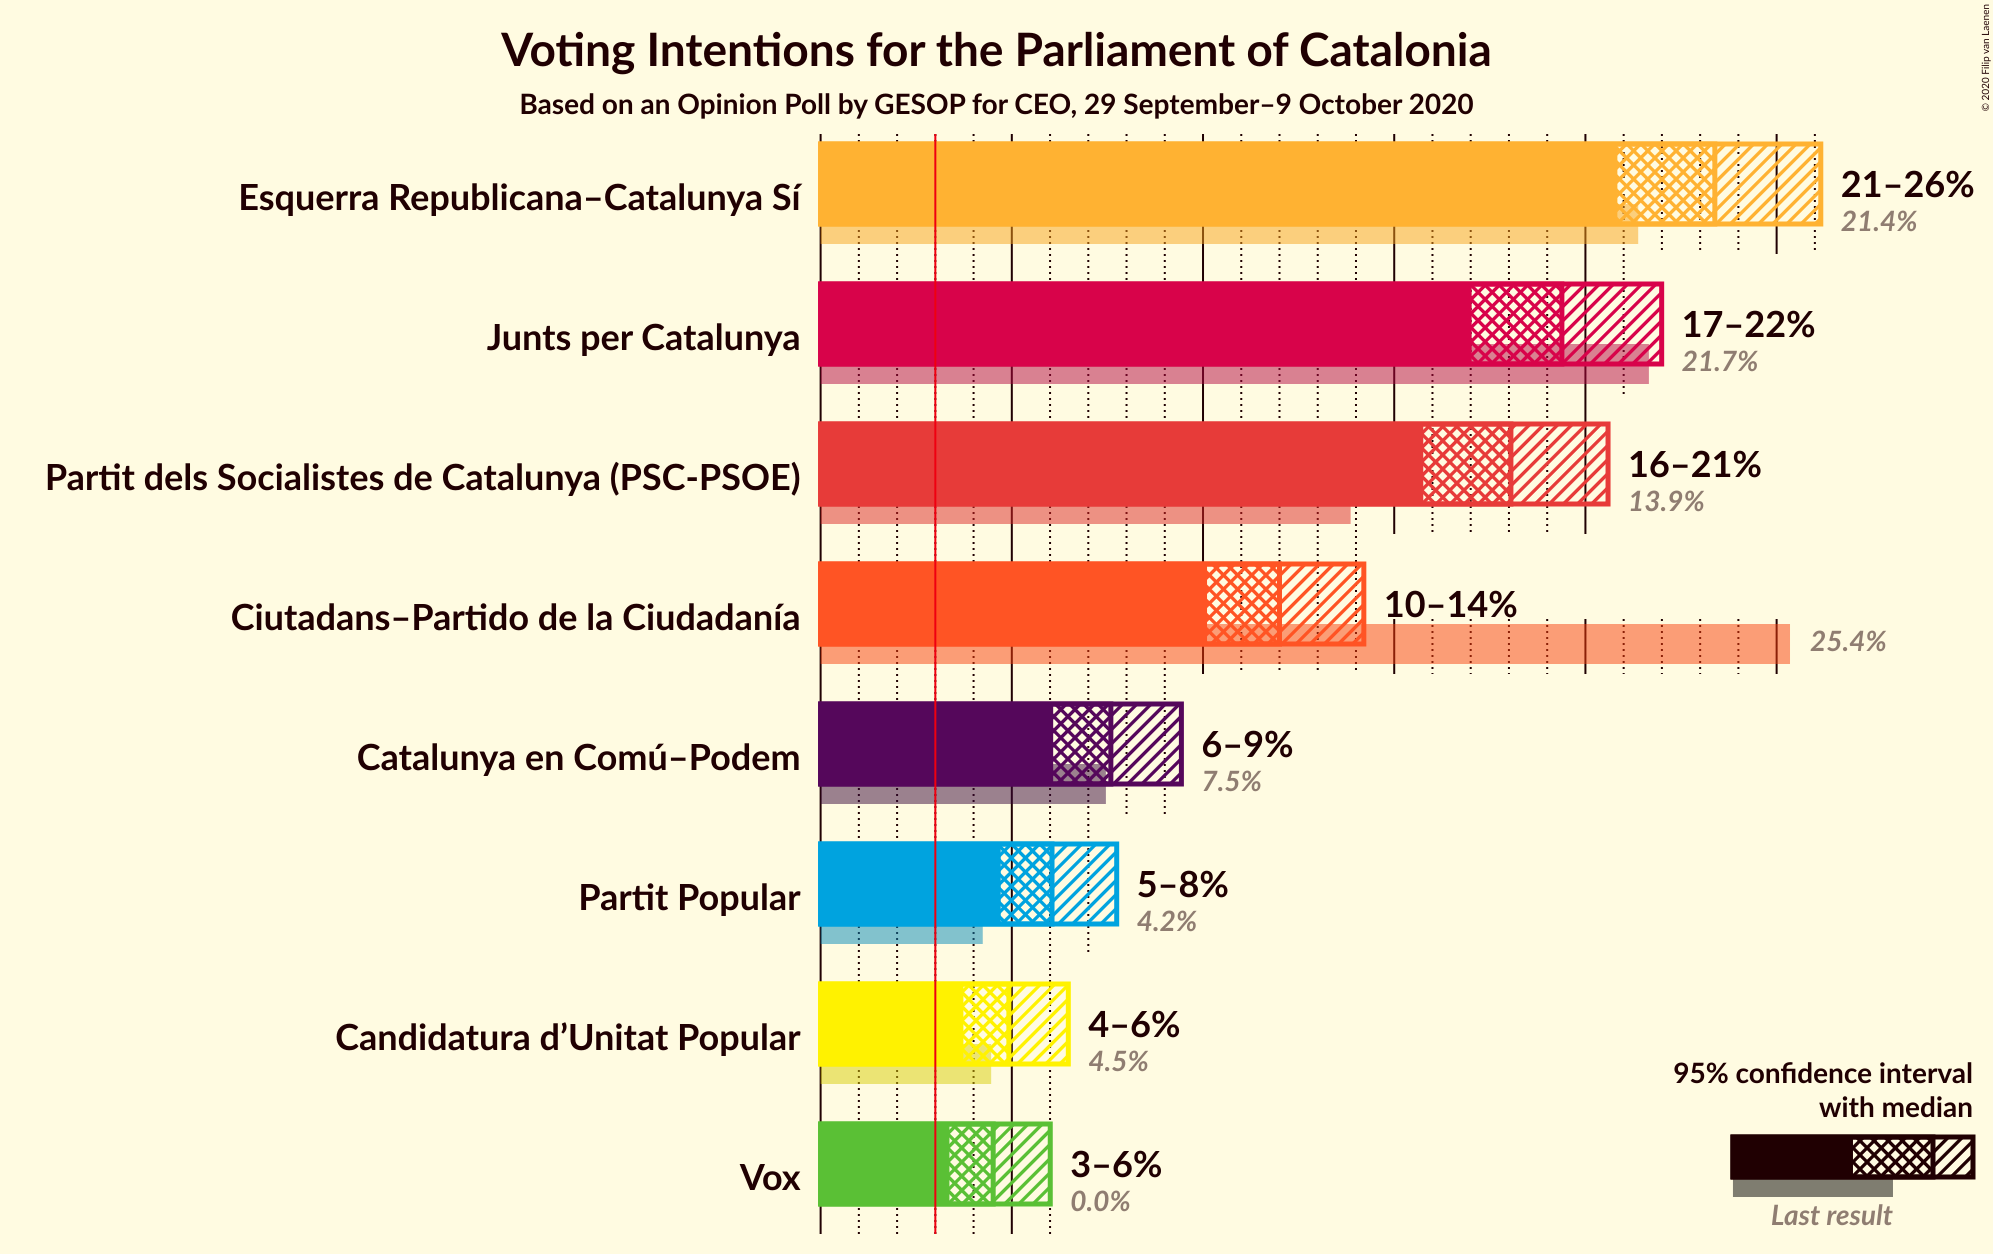 Voting Intentions for the Parliament of Catalonia
Based on an Opinion Poll by GESOP for CEO, 29 September–9 October 2020
© 2020 Filip van Laenen
Esquerra Republicana–Catalunya Sí
21–26%
21.4%
Junts per Catalunya
17–22%
21.7%
Partit dels Socialistes de Catalunya (PSC-PSOE)
16–21%
13.9%
Ciutadans–Partido de la Ciudadanía
10–14%
25.4%
Catalunya en Comú–Podem
6–9%
7.5%
Partit Popular
5–8%
4.2%
Candidatura d’Unitat Popular
4–6%
4.5%
Vox
3–6%
0.0%
95% confidence interval
with median
Last result